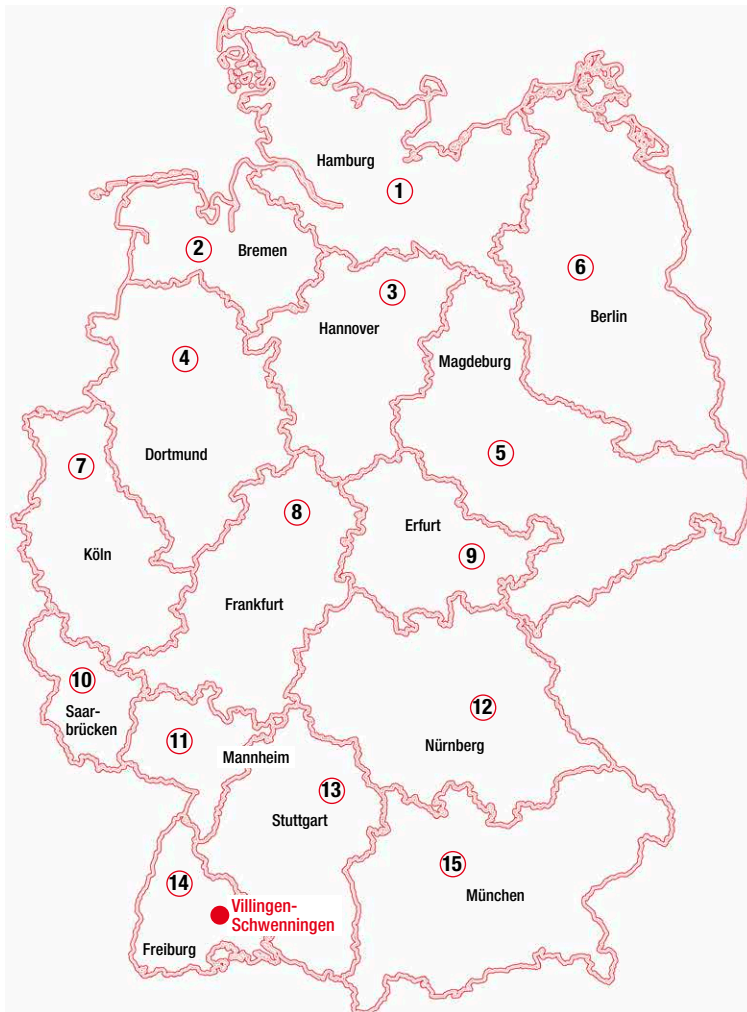 Hamburg
1
2
Bremen
6
3
Hannover
Berlin
4
Magdeburg
Dortmund
5
7
8
Erfurt
9
Köln
Frankfurt
10
Saar-
brücken
12
11
Nürnberg
Mannheim
13
Stuttgart
15
14
München
Villingen-
Schwenningen
Freiburg